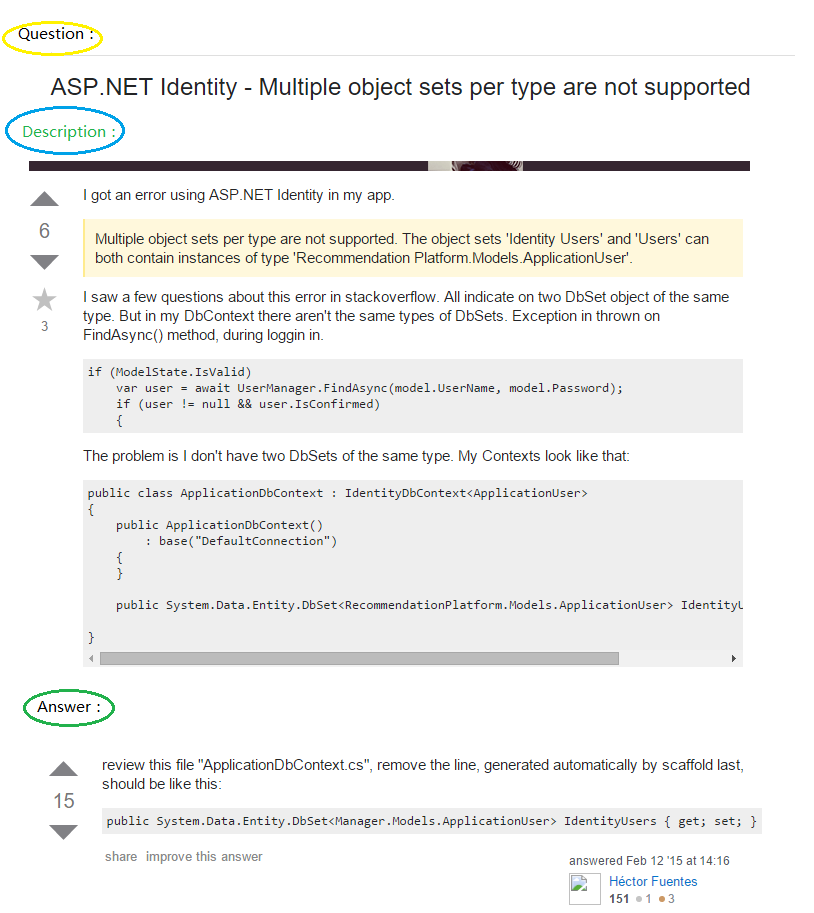 Question :
ASP.NET Identity - Multiple object sets per type are not supported
Description :
I got an error using ASP.NET Identity in my app.
6
Multiple object sets per type are not supported. The object sets 'Identity Users' and 'Users' can
both contain instances of type 'Recommendation Platform.Models.ApplicationUser'.
I saw a few questions about this error in stackoverflow. All indicate on two DbSet object of the same
type. But in my DbContext there aren't the same types of DbSets. Exception in thrown on
FindAsync() method, during loggin in.
3
if (ModelState.IsValid)
var user = await UserManager.FindAsync(model.UserName, model.Password);
if (user != null && user.IsConfirmed)
{
The problem is I don't have two DbSets of the same type. My Contexts look like that:
public class ApplicationDbContext : IdentityDbContext<ApplicationUser>
{
public ApplicationDbContext()
: base("DefaultConnection")
{
}
public System.Data.Entity.DbSet<RecommendationPlatform.Models.ApplicationUser> IdentityU
}
Answer :
review this file "ApplicationDbContext.cs", remove the line, generated automatically by scaffold last,
should be like this:
15
public System.Data.Entity.DbSet<Manager.Models.ApplicationUser> IdentityUsers { get; set; }
share improve this answer
answered Feb 12 '15 at 14:16
Héctor Fuentes
151 1 3